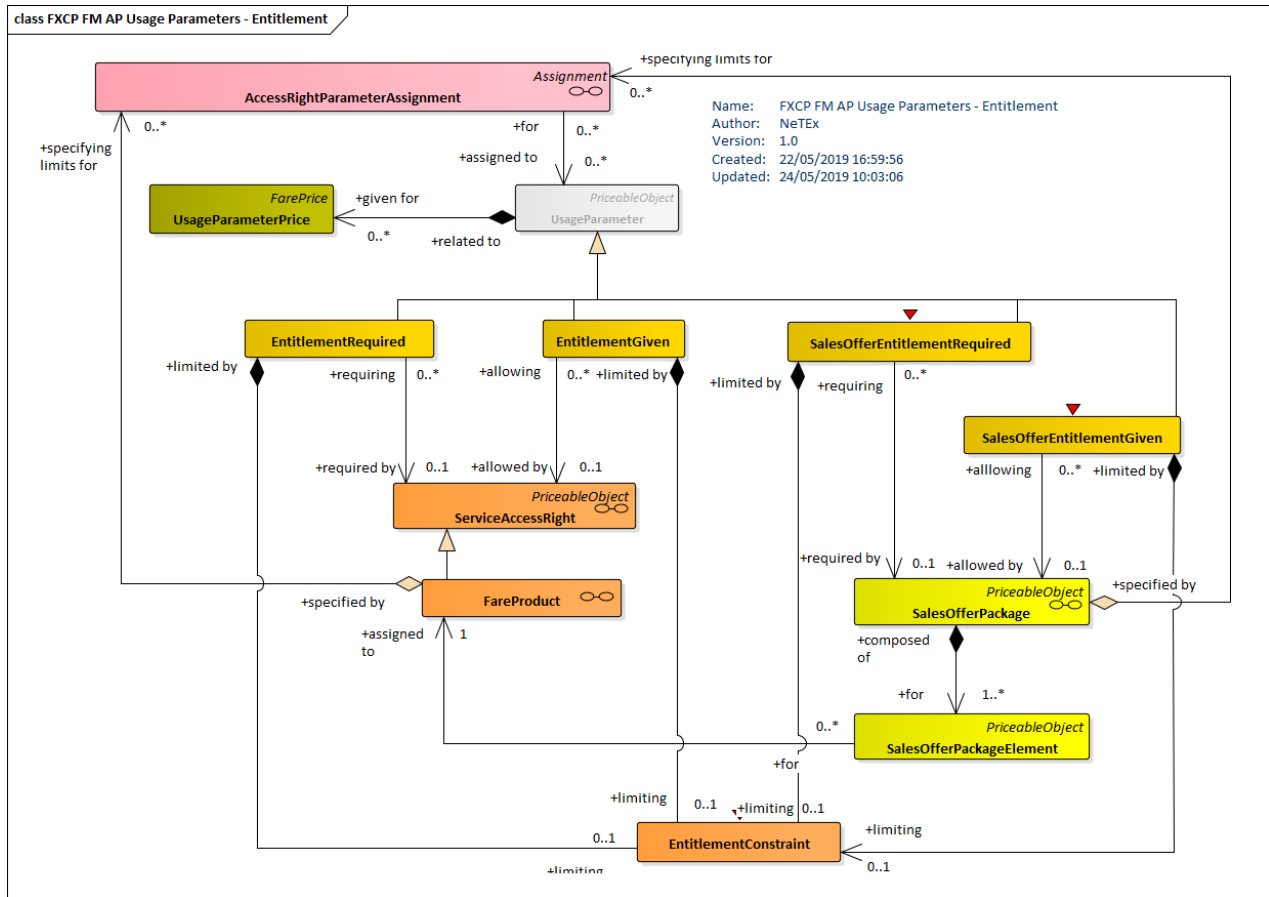 class FXCP FM AP Usage Parameters - Entitlement
+specifying limits for
Assignment
AccessRightParameterAssignment
0..*
0..*
+specifying
limits for
+for
0..*
+assigned to
0..*
Name: FXCP FM AP Usage Parameters - Entitlement
Author: NeTEx
Version: 1.0
Created: 22/05/2019 16:59:56
Updated: 24/05/2019 10:03:06
FarePrice
UsageParameterPrice
+given for
0..*
+related to
PriceableObject
UsageParameter
EntitlementRequired
EntitlementGiven
SalesOfferEntitlementRequired
+limited by
+requiring
0..*
+allowing
0..*
+limited by
+limited by
+requiring
0..*
SalesOfferEntitlementGiven
+alllowing
0..*
+limited by
+required by
0..1
+allowed by
0..1
PriceableObject
ServiceAccessRight
+required by
0..1
+allowed by
0..1
FareProduct
+specified by
PriceableObject
SalesOfferPackage
+specified by
+assigned
to
1
+composed
of
+for
1..*
0..*
PriceableObject
SalesOfferPackageElement
+for
+limiting
0..1
+limiting
0..1
EntitlementConstraint
+limiting
0..1
0..1
+limiting